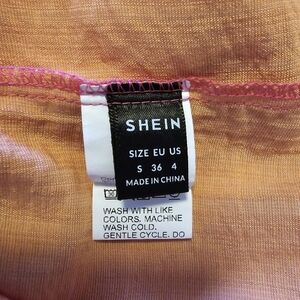 SHEIN
SIZE EU US
S 36 4
MADE IN CHINA
WASH WITH LIKE
COLORS. MACHINE
WASH COLD.
GENTLE CYCLE. DO